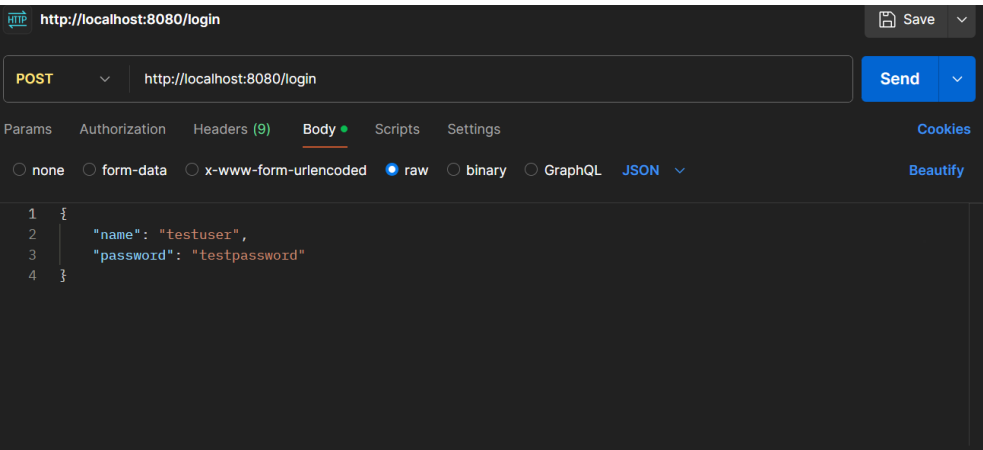 HTTP http://localhost:8080/login Save
POST http://localhost:8080/login Send
Params Authorization Headers (9) Body Scripts Settings Cookies
none form-data x-www-form-urlencoded raw binary GraphQL JSON Beautify
1 {
2 "name": "testuser",
3 "password": "testpassword"
4 }